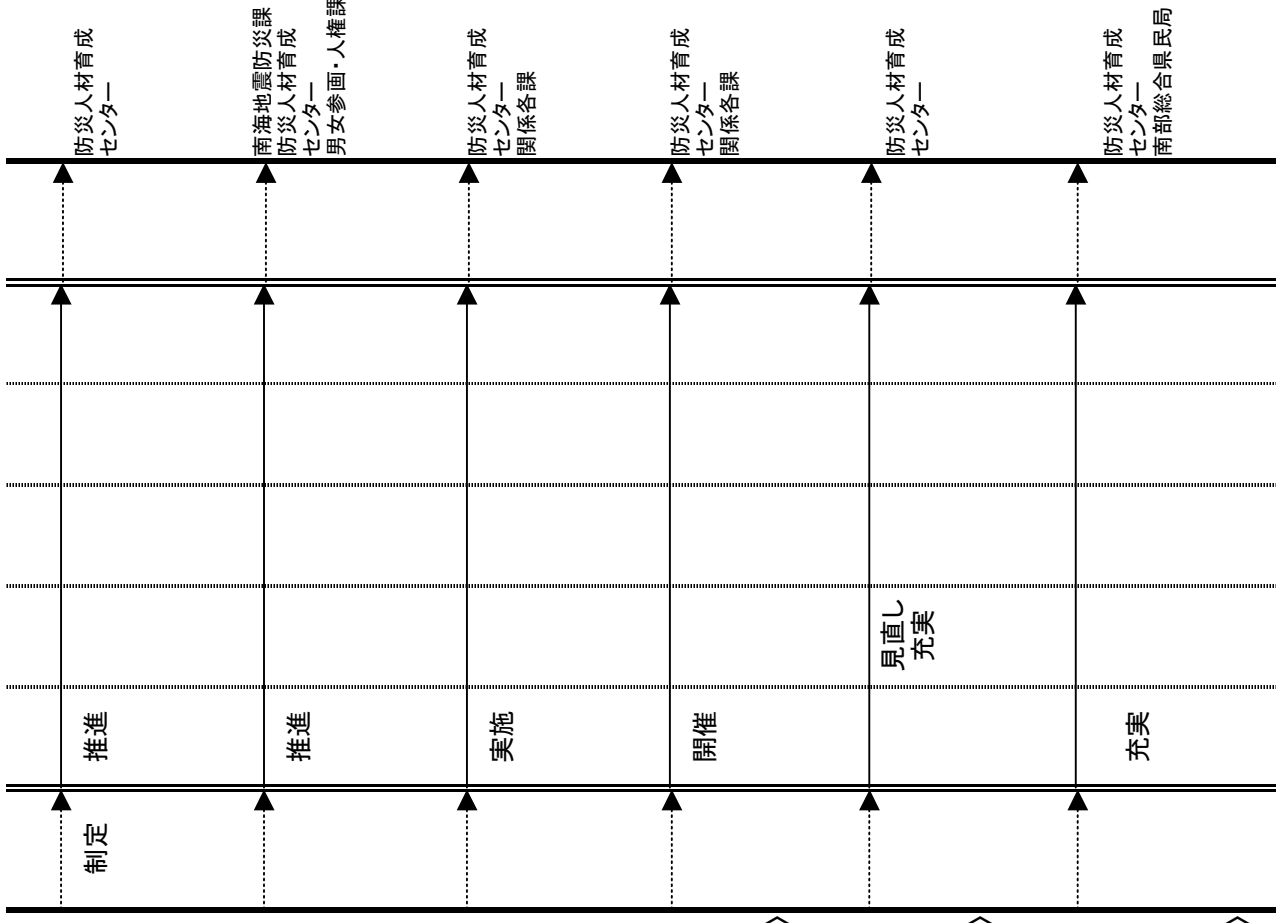 防災人材育成
センター
南海地震防災課
防災人材育成
センター
男女参画・人権課
防災人材育成
センター
関係各課
防災人材育成
センター
関係各課
防災人材育成
センター
防災人材育成
センター
南部総合県民局
見直し
充実
推進
推進
実施
開催
充実
制定